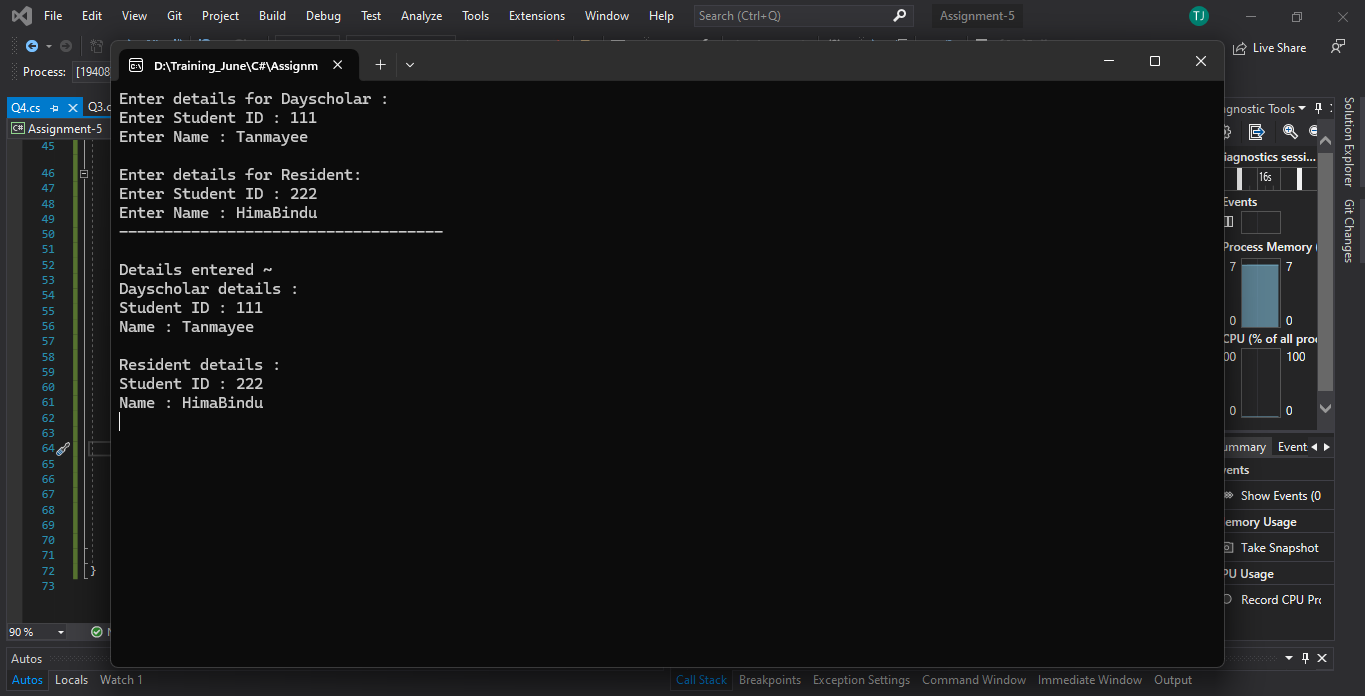 File Edit View Git Project Build Debug Test Analyze Tools Extensions Window Help Search (Ctrl+Q) Assignment-5 TJ
Live Share
Process: [19408
D:\Training_June\C#\Assignm
Q4.cs Q3.c
C# Assignment-5
45
46
47
48
49
50
51
52
53
54
55
56
57
58
59
60
61
62
63
64
65
66
67
68
69
70
71
72 }
73
90 %
Enter details for Dayscholar :
Enter Student ID : 111
Enter Name : Tanmayee
Enter details for Resident:
Enter Student ID : 222
Enter Name : HimaBindu
------------------------------------
Details entered ~
Dayscholar details :
Student ID : 111
Name : Tanmayee
Resident details :
Student ID : 222
Name : HimaBindu
gnostic Tools
iagnostics sessi...
16s
Events
Process Memory (
7 7
0 0
CPU (% of all proc
00 100
0 0
ummary Event
vents
Show Events (0
emory Usage
Take Snapshot
PU Usage
Record CPU Pr
Solution Explorer
Git Changes
Autos
Autos Locals Watch 1
Call Stack Breakpoints Exception Settings Command Window Immediate Window Output